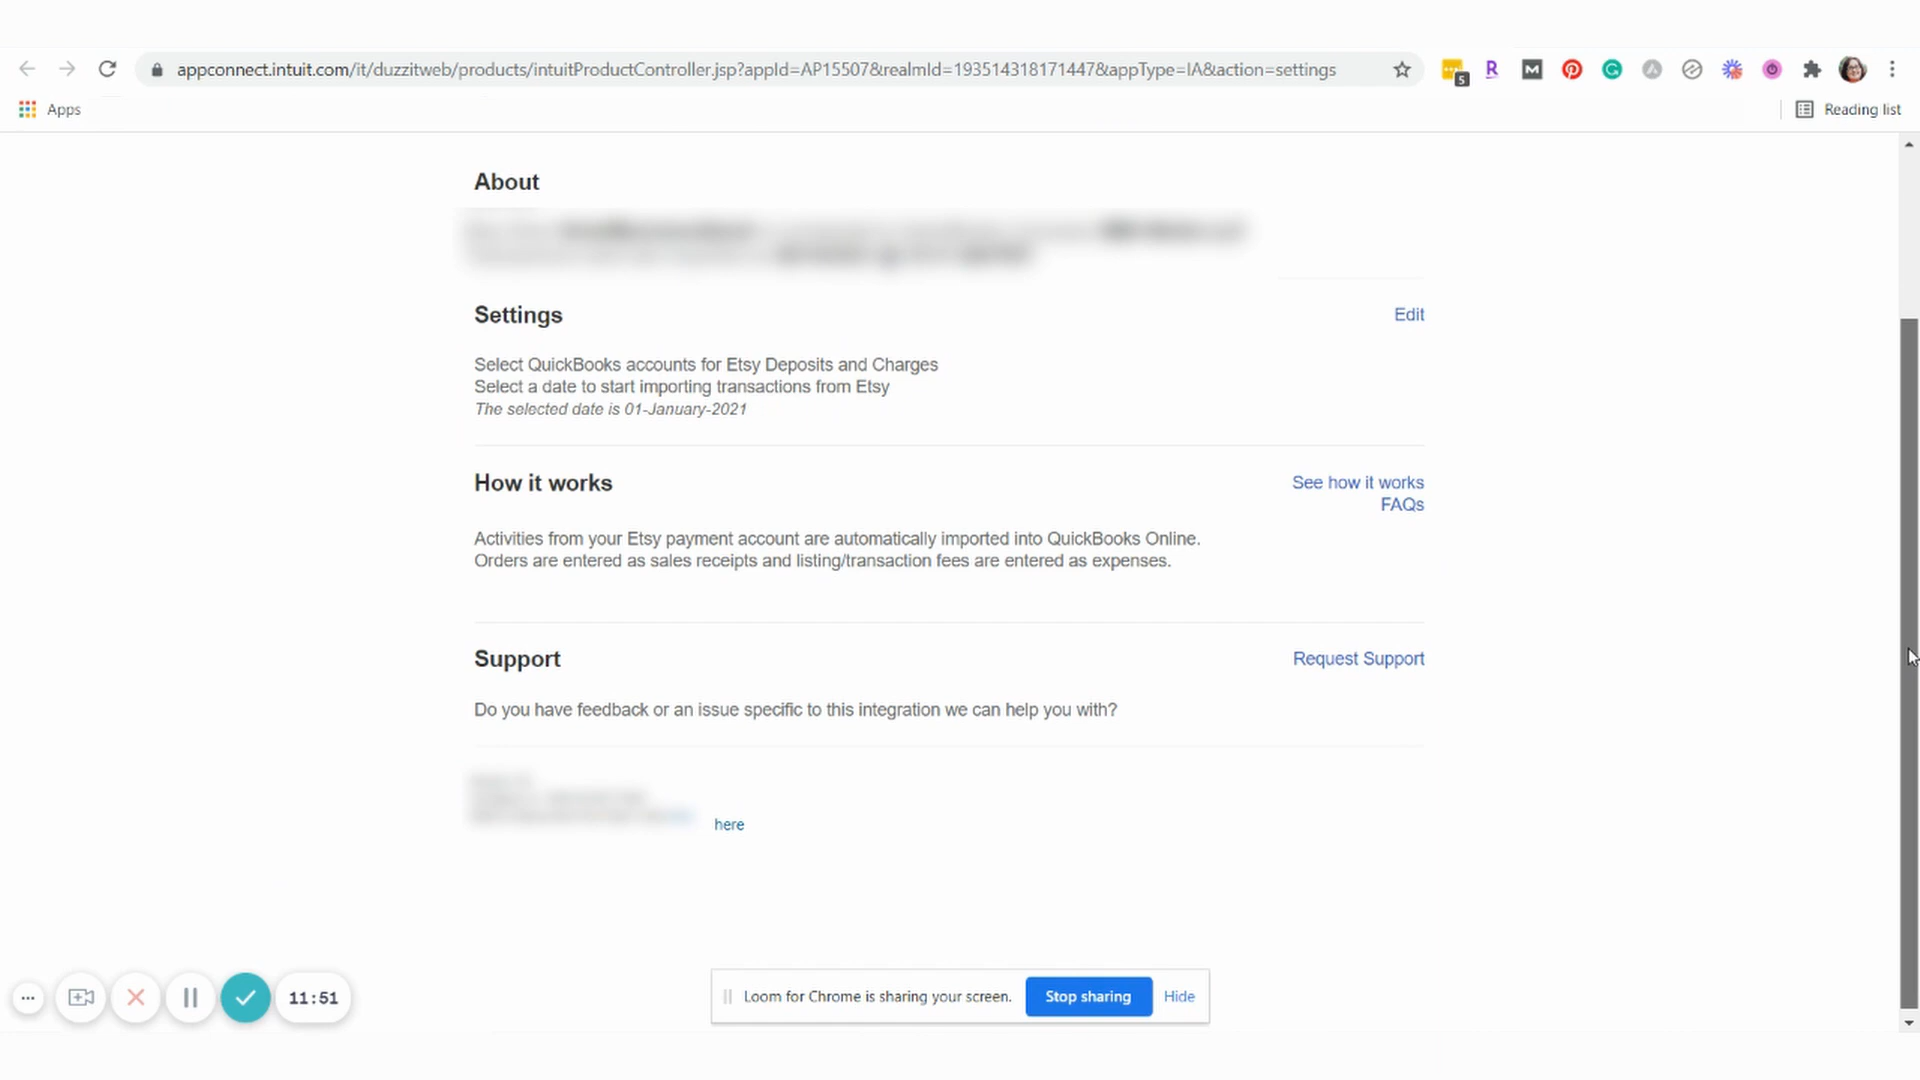 appconnect.intuit.com/it/duzzitweb/products/intuitProductController.jsp?appId=AP15507&realmId=193514318171447&appType=IA&action=settings
5
R
M
Apps
Reading list
About
Settings
Edit
Select QuickBooks accounts for Etsy Deposits and Charges
Select a date to start importing transactions from Etsy
The selected date is 01-January-2021
How it works
See how it works
FAQs
Activities from your Etsy payment account are automatically imported into QuickBooks Online.
Orders are entered as sales receipts and listing/transaction fees are entered as expenses.
Support
Request Support
Do you have feedback or an issue specific to this integration we can help you with?
here
11:51
Loom for Chrome is sharing your screen.
Stop sharing
Hide